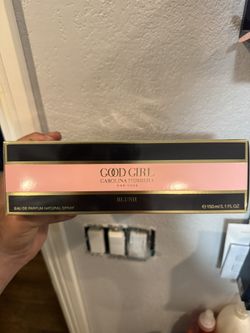 GOOD GIRL
CAROLINA HERRERA
NEW YORK
BLUSH
EAU DE PARFUM NATURAL SPRAY
℮ 150 ml/5.1 FL.OZ